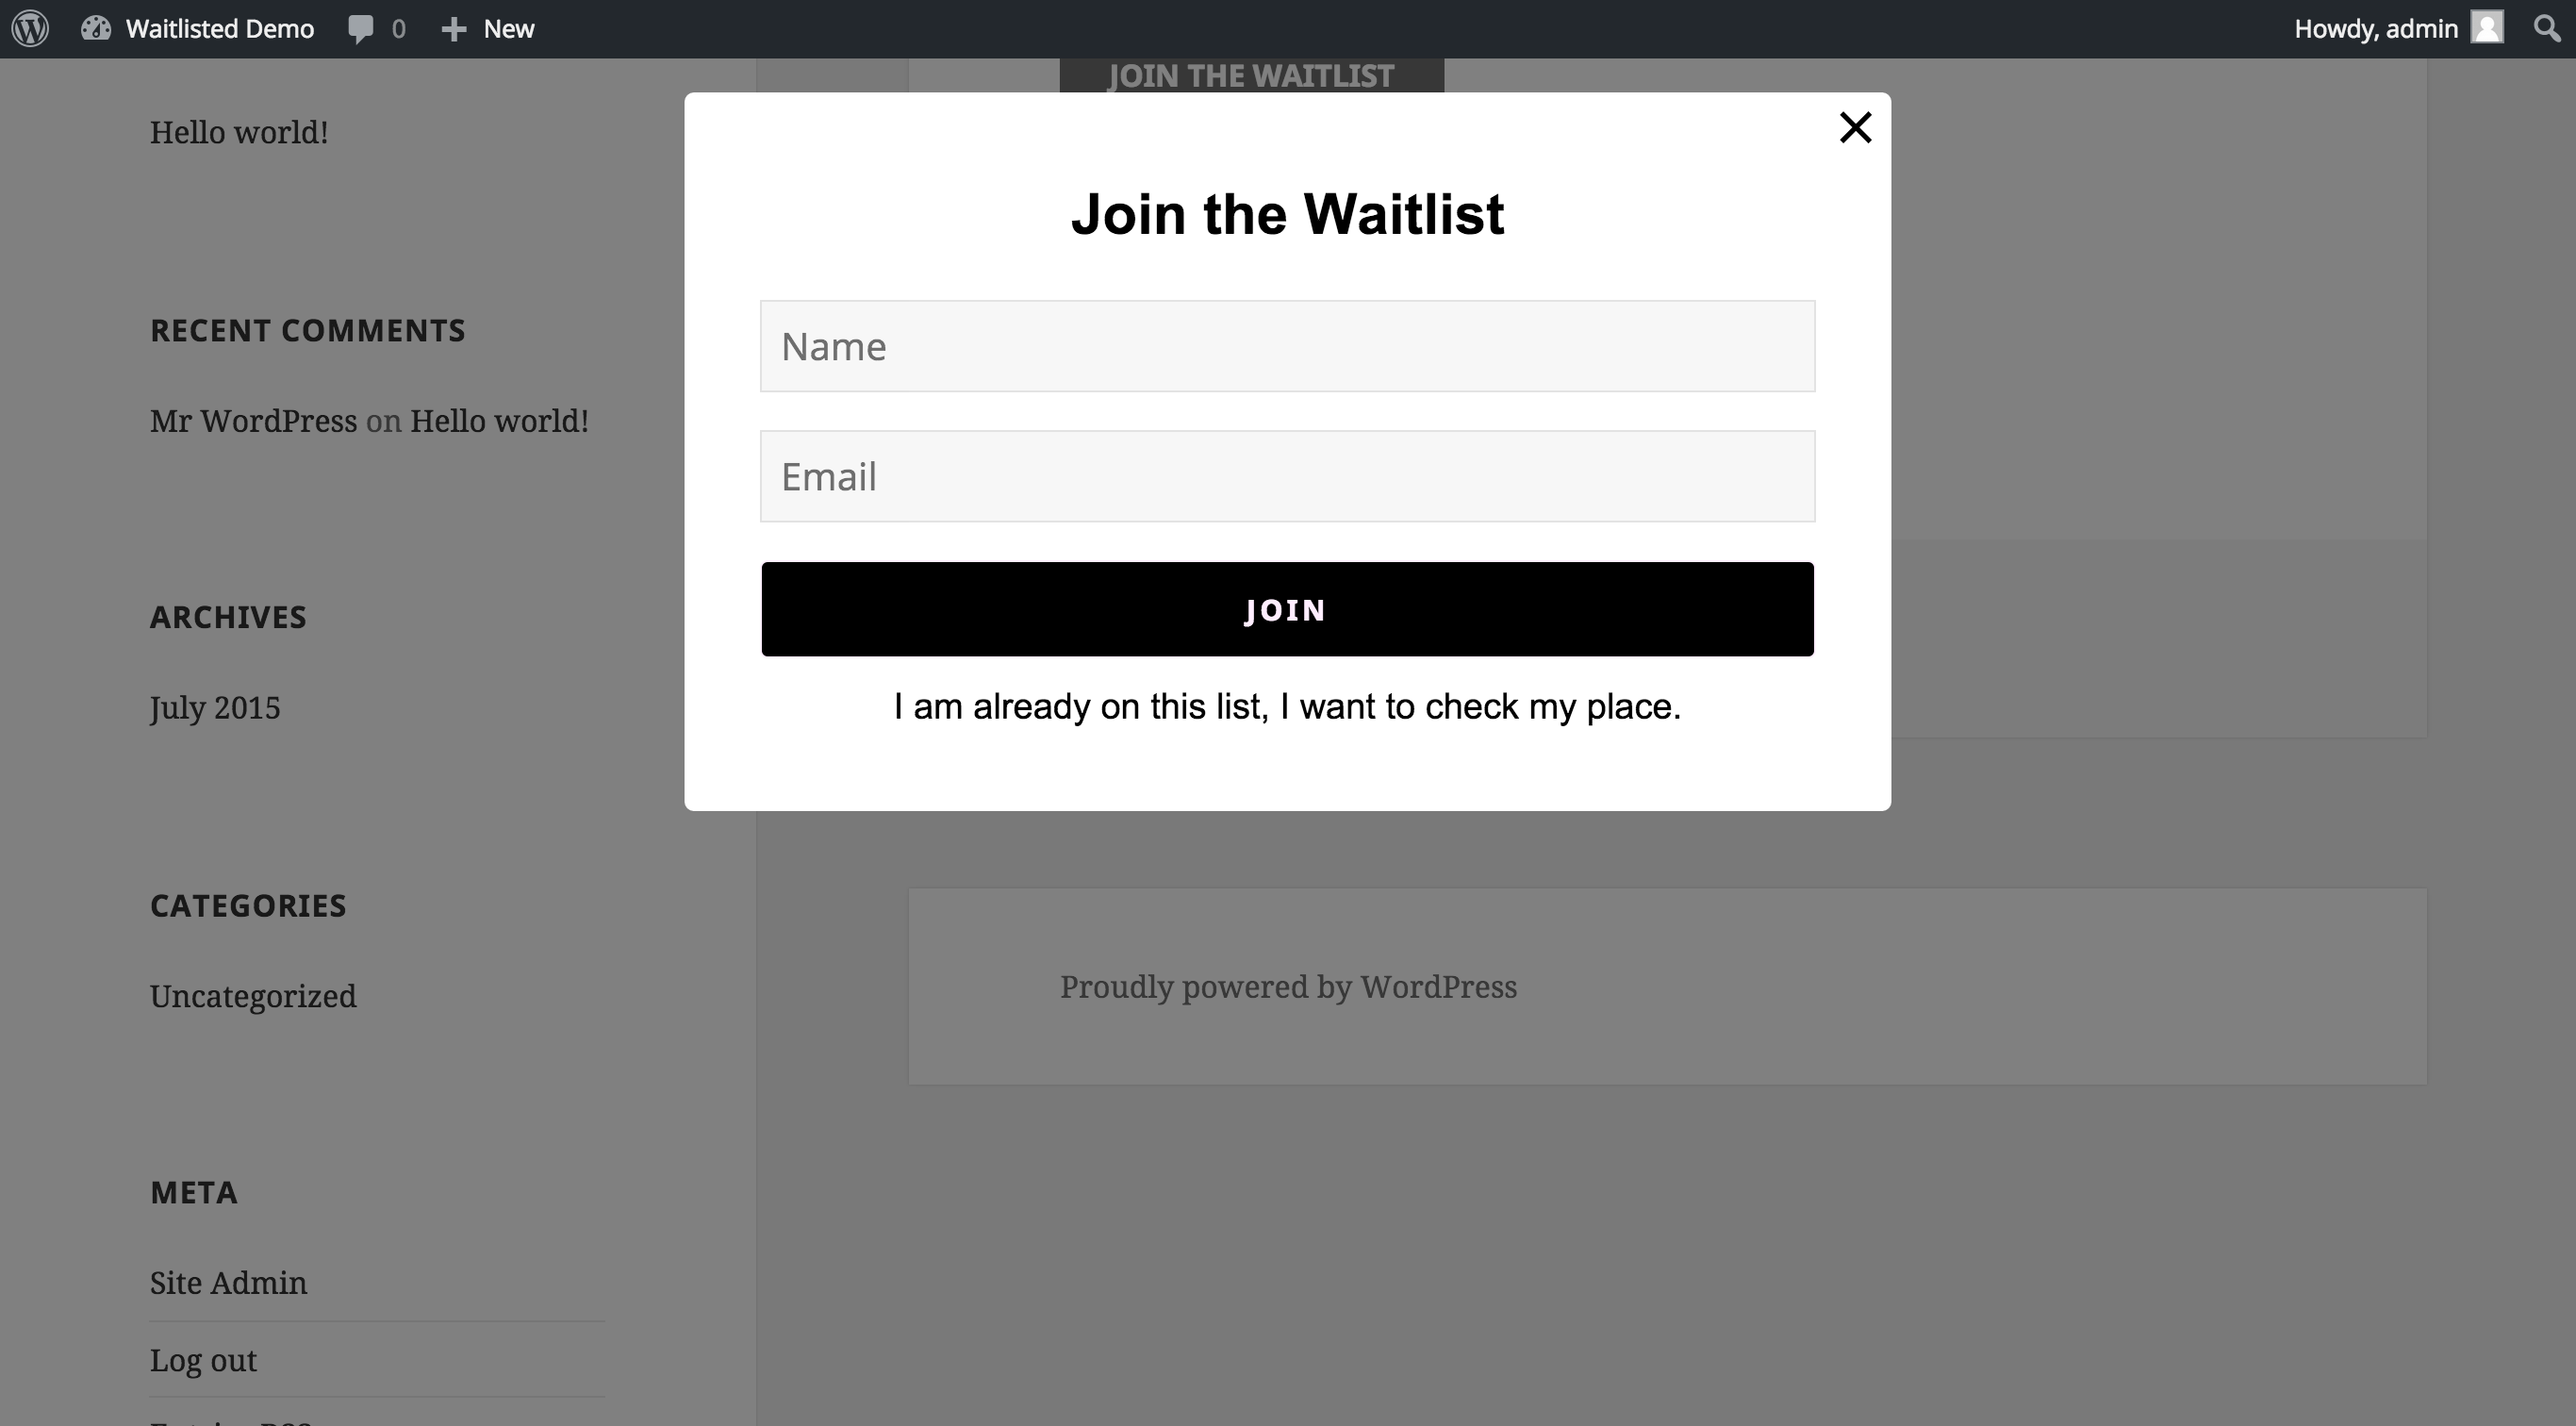 Waitlisted Demo 0 New Howdy, admin
JOIN THE WAITLIST
Hello world!
RECENT COMMENTS
Mr WordPress on Hello world!
ARCHIVES
July 2015
CATEGORIES
Uncategorized
META
Site Admin
Log out
Join the Waitlist
Name
Email
JOIN
I am already on this list, I want to check my place.
Proudly powered by WordPress